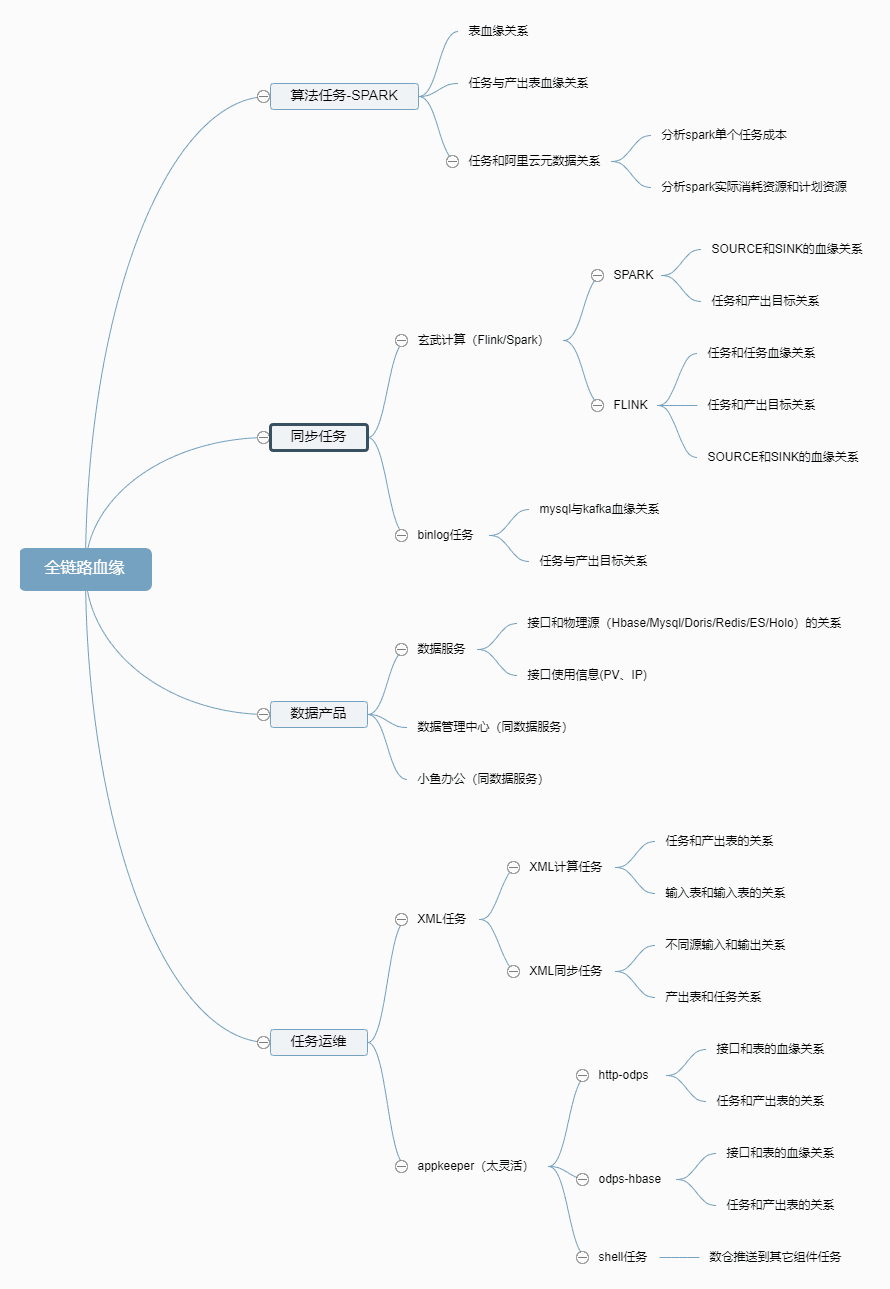 全链路血缘
算法任务-SPARK
表血缘关系
任务与产出表血缘关系
任务和阿里云元数据关系
分析spark单个任务成本
分析spark实际消耗资源和计划资源
同步任务
玄武计算（Flink/Spark）
SPARK
SOURCE和SINK的血缘关系
任务和产出目标关系
FLINK
任务和任务血缘关系
任务和产出目标关系
SOURCE和SINK的血缘关系
binlog任务
mysql与kafka血缘关系
任务与产出目标关系
数据产品
数据服务
接口和物理源（Hbase/Mysql/Doris/Redis/ES/Holo）的关系
接口使用信息(PV、IP)
数据管理中心（同数据服务）
小鱼办公（同数据服务）
任务运维
XML任务
XML计算任务
任务和产出表的关系
输入表和输入表的关系
XML同步任务
不同源输入和输出关系
产出表和任务关系
appkeeper（太灵活）
http-odps
接口和表的血缘关系
任务和产出表的关系
odps-hbase
接口和表的血缘关系
任务和产出表的关系
shell任务
数仓推送到其它组件任务